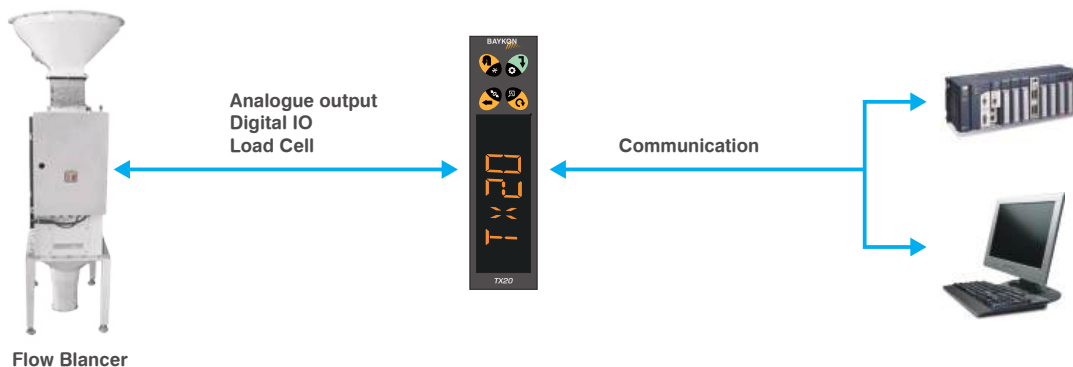 BAYKON
Analogue output
Digital IO
Load Cell
TX20
Communication
TX20
Flow Blancer